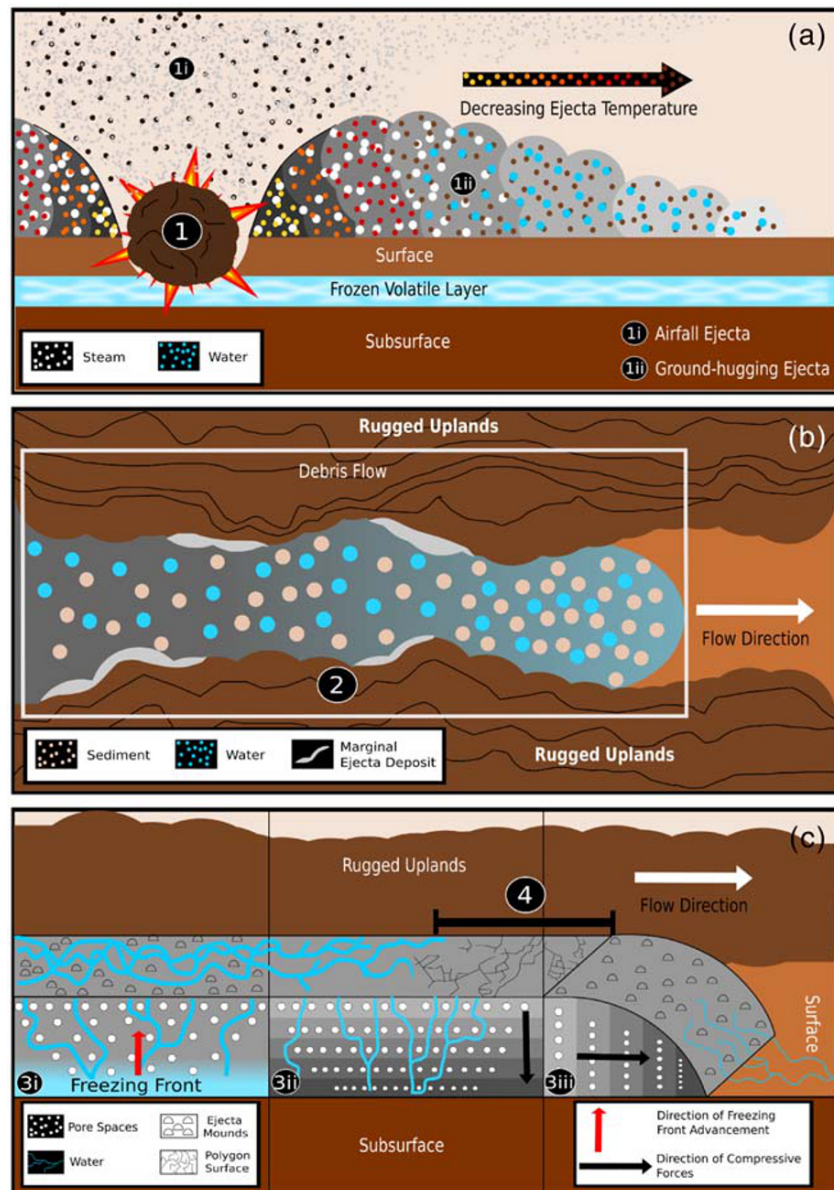 (a)
1i
Decreasing Ejecta Temperature
1ii
1
Surface
Frozen Volatile Layer
Subsurface
1i Airfall Ejecta
1ii Ground-hugging Ejecta
Steam
Water
Rugged Uplands
(b)
Debris Flow
Flow Direction
2
Sediment
Water
Marginal
Ejecta Deposit
Rugged Uplands
(c)
Rugged Uplands
4
Flow Direction
Surface
3i
Freezing Front
3ii
3iii
Pore Spaces
Ejecta
Mounds
Water
Polygon
Surface
Subsurface
Direction of Freezing
Front Advancement
Direction of Compressive
Forces